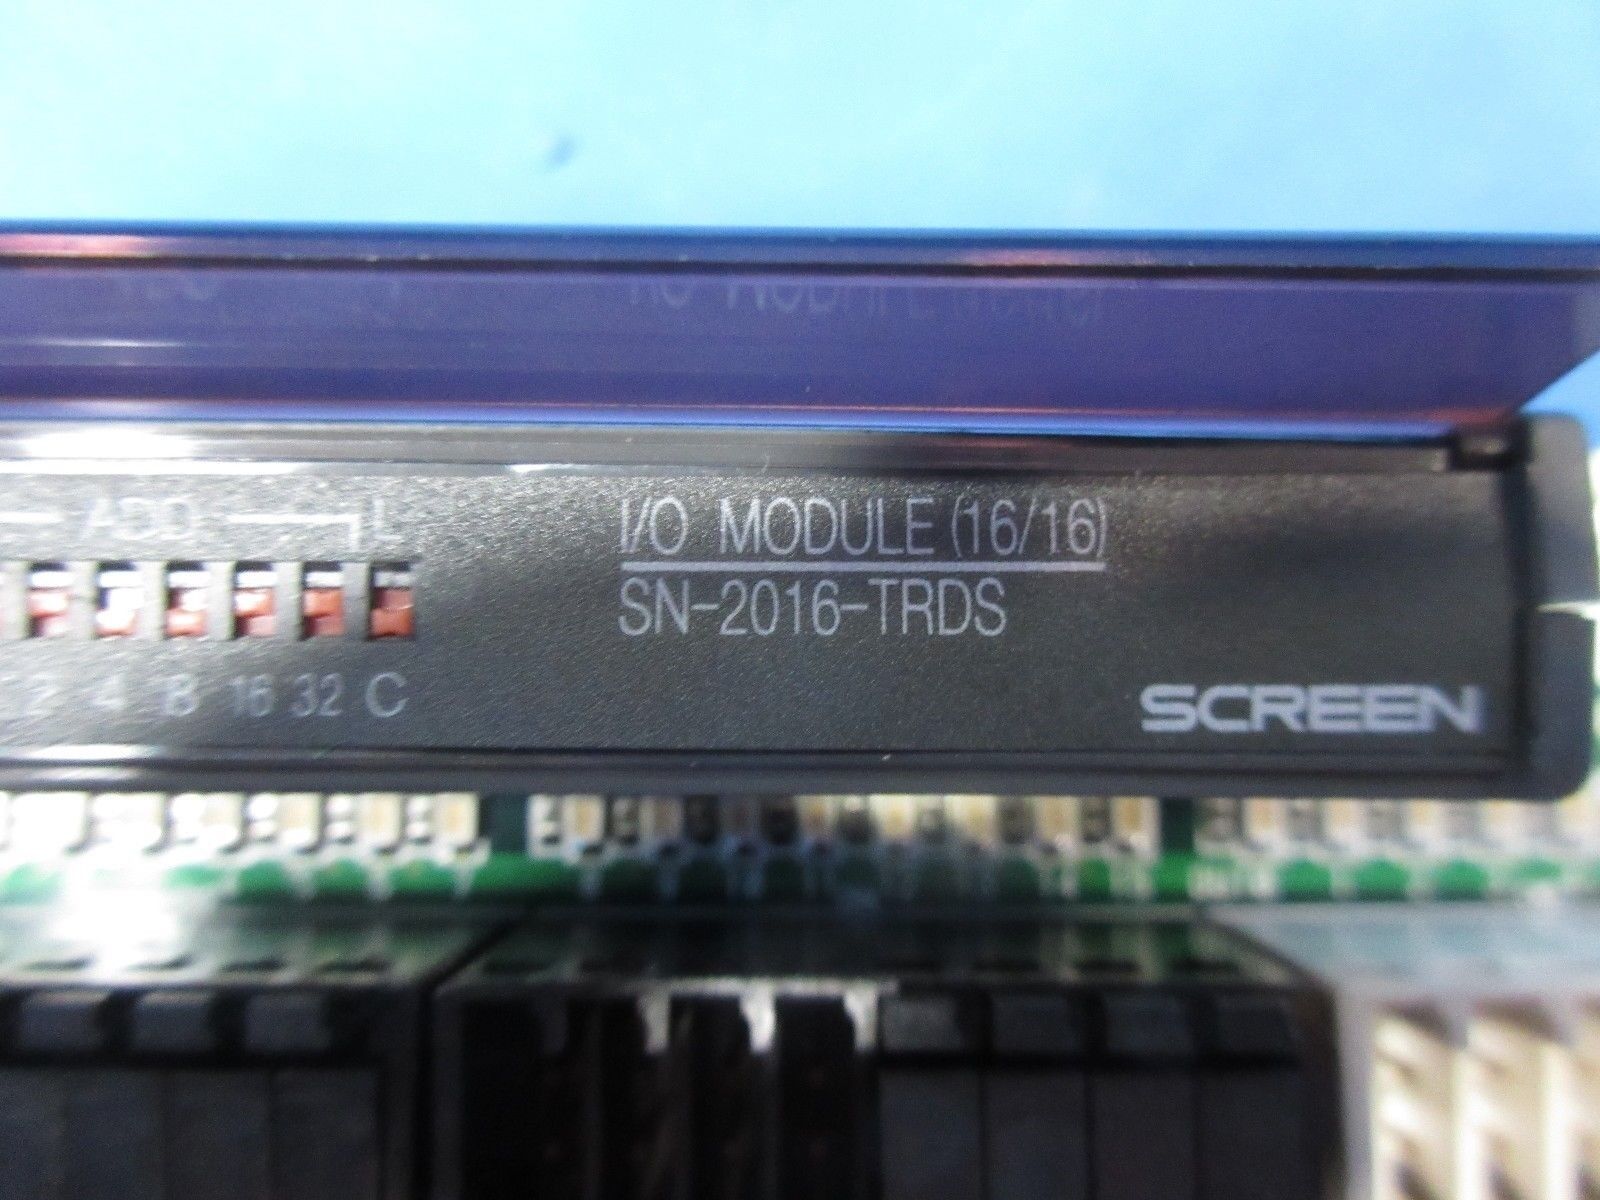 ADD L
I/O MODULE (16/16)
SN-2016-TRDS
2 4 8 16 32 C
SCREEN